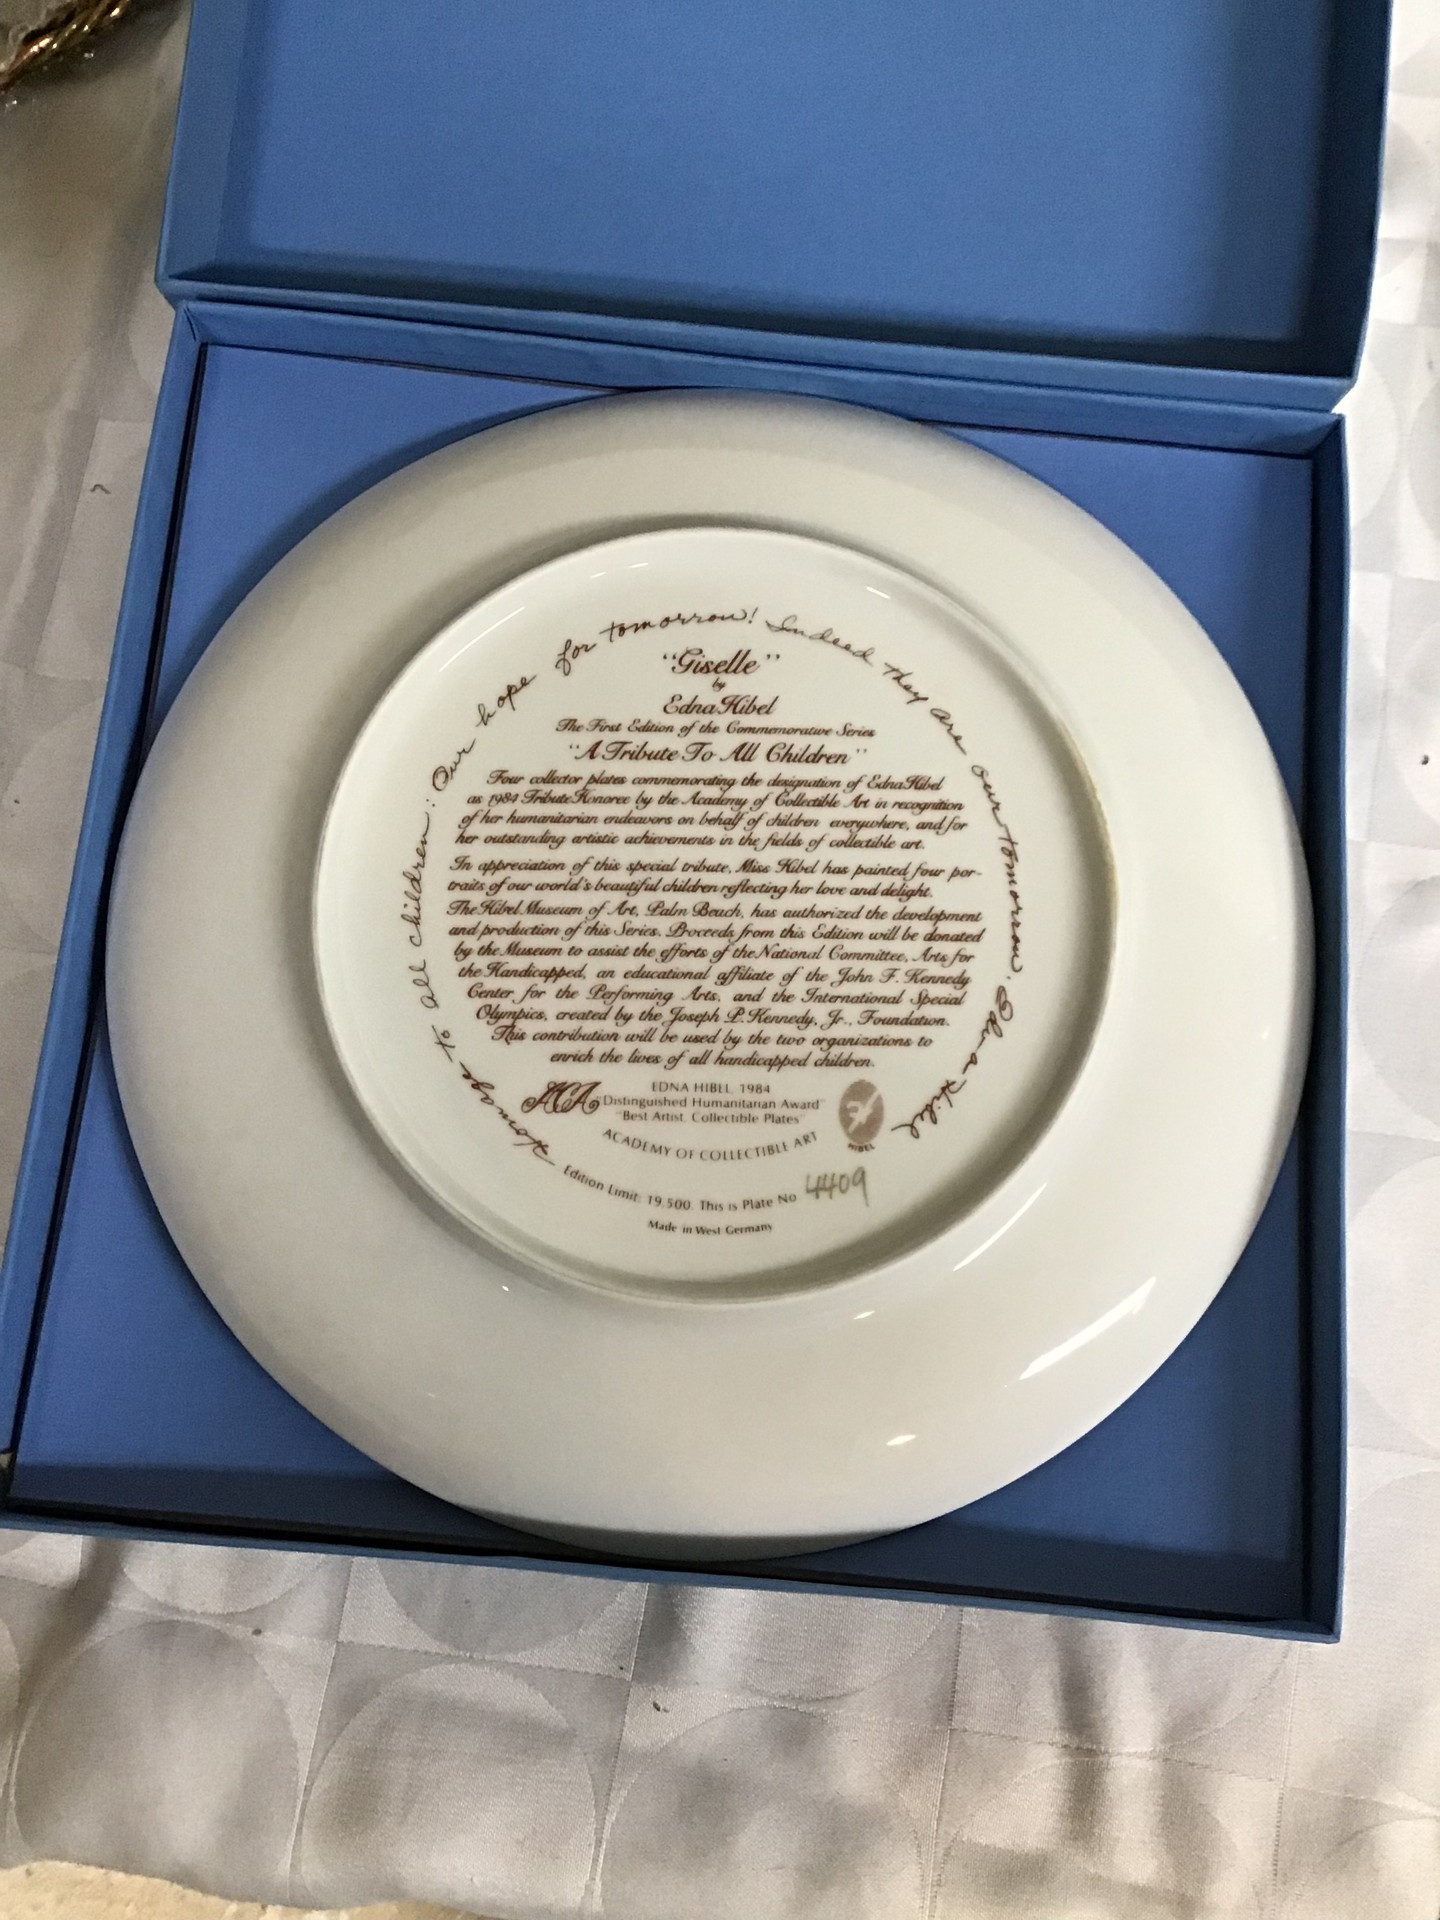 Homage to all children: Our hope for tomorrow! Indeed they are our tomorrow. Edna Hibel
"Giselle"
by
Edna Hibel
The First Edition of the Commemorative Series
"A Tribute To All Children"
Four collector plates commemorating the designation of Edna Hibel
as 1984 Tribute Honoree by the Academy of Collectible Art in recognition
of her humanitarian endeavors on behalf of children everywhere, and for
her outstanding artistic achievements in the fields of collectible art.
In appreciation of this special tribute, Miss Hibel has painted four por-
traits of our world's beautiful children reflecting her love and delight.
The Hibel Museum of Art, Palm Beach, has authorized the development
and production of this Series. Proceeds from this Edition will be donated
by the Museum to assist the efforts of the National Committee, Arts for
the Handicapped, an educational affiliate of the John F. Kennedy
Center for the Performing Arts, and the International Special
Olympics, created by the Joseph P. Kennedy, Jr., Foundation.
This contribution will be used by the two organizations to
enrich the lives of all handicapped children.
ACA
EDNA HIBEL, 1984
"Distinguished Humanitarian Award"
"Best Artist, Collectible Plates"
ACADEMY OF COLLECTIBLE ART
HIBEL
Edition Limit: 19,500. This is Plate No. 4409
Made in West Germany